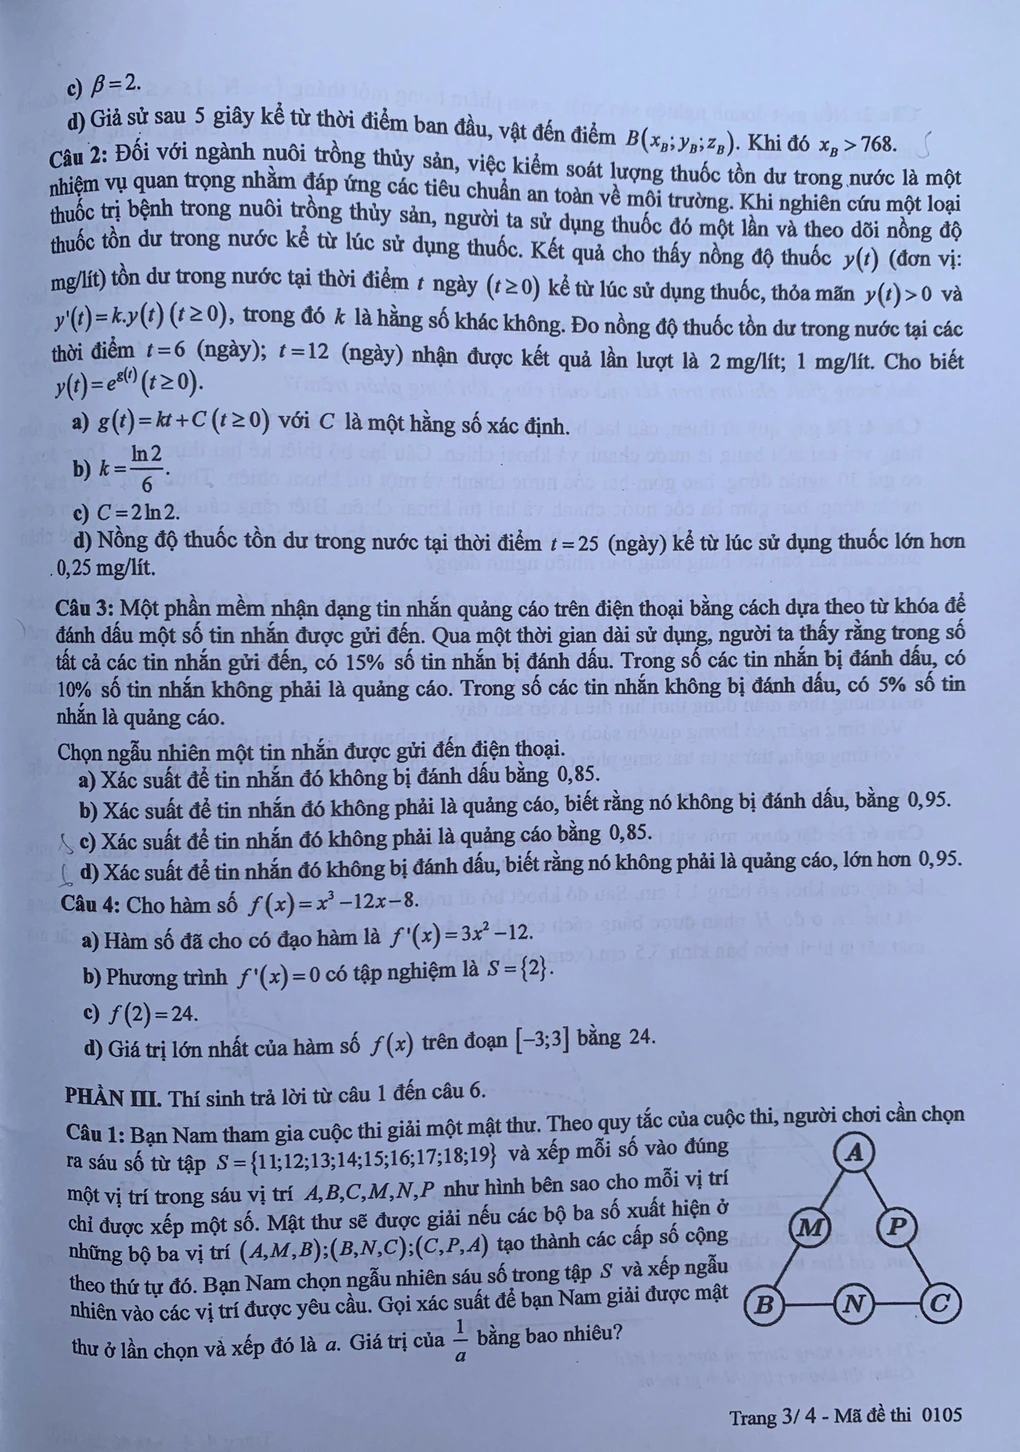 c) β=2.
d) Giả sử sau 5 giây kể từ thời điểm ban đầu, vật đến điểm B(x_B; y_B; z_B). Khi đó x_B > 768.
Câu 2: Đối với ngành nuôi trồng thủy sản, việc kiểm soát lượng thuốc tồn dư trong nước là một
nhiệm vụ quan trọng nhằm đáp ứng các tiêu chuẩn an toàn về môi trường. Khi nghiên cứu một loại
thuốc trị bệnh trong nuôi trồng thủy sản, người ta sử dụng thuốc đó một lần và theo dõi nồng độ
thuốc tồn dư trong nước kể từ lúc sử dụng thuốc. Kết quả cho thấy nồng độ thuốc y(t) (đơn vị:
mg/lít) tồn dư trong nước tại thời điểm t ngày (t ≥ 0) kể từ lúc sử dụng thuốc, thỏa mãn y(t) > 0 và
y'(t) = k.y(t) (t ≥ 0), trong đó k là hằng số khác không. Đo nồng độ thuốc tồn dư trong nước tại các
thời điểm t = 6 (ngày); t = 12 (ngày) nhận được kết quả lần lượt là 2 mg/lít; 1 mg/lít. Cho biết
y(t) = e^{g(t)} (t ≥ 0).
a) g(t) = kt + C (t ≥ 0) với C là một hằng số xác định.
b) k = ln2/6.
c) C = 2 ln 2.
d) Nồng độ thuốc tồn dư trong nước tại thời điểm t = 25 (ngày) kể từ lúc sử dụng thuốc lớn hơn
0,25 mg/lít.
Câu 3: Một phần mềm nhận dạng tin nhắn quảng cáo trên điện thoại bằng cách dựa theo từ khóa để
đánh dấu một số tin nhắn được gửi đến. Qua một thời gian dài sử dụng, người ta thấy rằng trong số
tất cả các tin nhắn gửi đến, có 15% số tin nhắn bị đánh dấu. Trong số các tin nhắn bị đánh dấu, có
10% số tin nhắn không phải là quảng cáo. Trong số các tin nhắn không bị đánh dấu, có 5% số tin
nhắn là quảng cáo.
Chọn ngẫu nhiên một tin nhắn được gửi đến điện thoại.
a) Xác suất để tin nhắn đó không bị đánh dấu bằng 0,85.
b) Xác suất để tin nhắn đó không phải là quảng cáo, biết rằng nó không bị đánh dấu, bằng 0,95.
c) Xác suất để tin nhắn đó không phải là quảng cáo bằng 0,85.
d) Xác suất để tin nhắn đó không bị đánh dấu, biết rằng nó không phải là quảng cáo, lớn hơn 0,95.
Câu 4: Cho hàm số f(x) = x³ − 12x − 8.
a) Hàm số đã cho có đạo hàm là f'(x) = 3x² − 12.
b) Phương trình f'(x) = 0 có tập nghiệm là S = {2}.
c) f(2) = 24.
d) Giá trị lớn nhất của hàm số f(x) trên đoạn [−3;3] bằng 24.
PHẦN III. Thí sinh trả lời từ câu 1 đến câu 6.
Câu 1: Bạn Nam tham gia cuộc thi giải một mật thư. Theo quy tắc của cuộc thi, người chơi cần chọn
ra sáu số từ tập S = {11;12;13;14;15;16;17;18;19} và xếp mỗi số vào đúng
một vị trí trong sáu vị trí A,B,C,M,N,P như hình bên sao cho mỗi vị trí
chỉ được xếp một số. Mật thư sẽ được giải nếu các bộ ba số xuất hiện ở
những bộ ba vị trí (A,M,B);(B,N,C);(C,P,A) tạo thành các cấp số cộng
theo thứ tự đó. Bạn Nam chọn ngẫu nhiên sáu số trong tập S và xếp ngẫu
nhiên vào các vị trí được yêu cầu. Gọi xác suất để bạn Nam giải được mật
thư ở lần chọn và xếp đó là a. Giá trị của 1/a bằng bao nhiêu?
A
M P
B N C
Trang 3/ 4 - Mã đề thi 0105